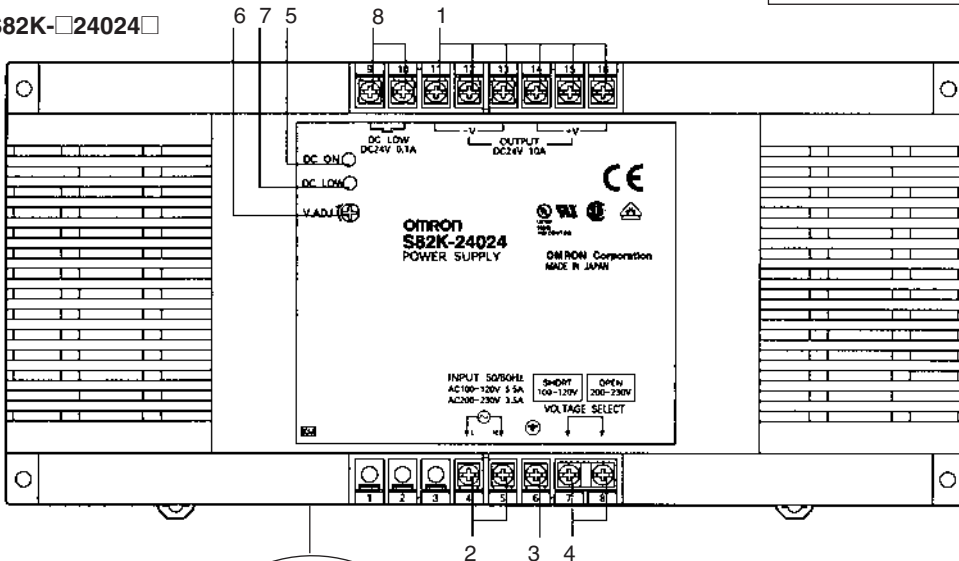 S82K-□24024□
6 7 5 8 1
9 10 11 12 13 14 15 16
DC LOW
DC24V 0.1A
-V +V
OUTPUT
DC24V 10A
DC ON
DC LOW
V.ADJ
CE
OMRON
S82K-24024
POWER SUPPLY
OMRON Corporation
MADE IN JAPAN
INPUT 50/60Hz
AC100-120V 5.5A
AC200-230V 3.5A
SHORT
100-120V
OPEN
200-230V
VOLTAGE SELECT
L
1 2 3 4 5 6 7 8
2 3 4